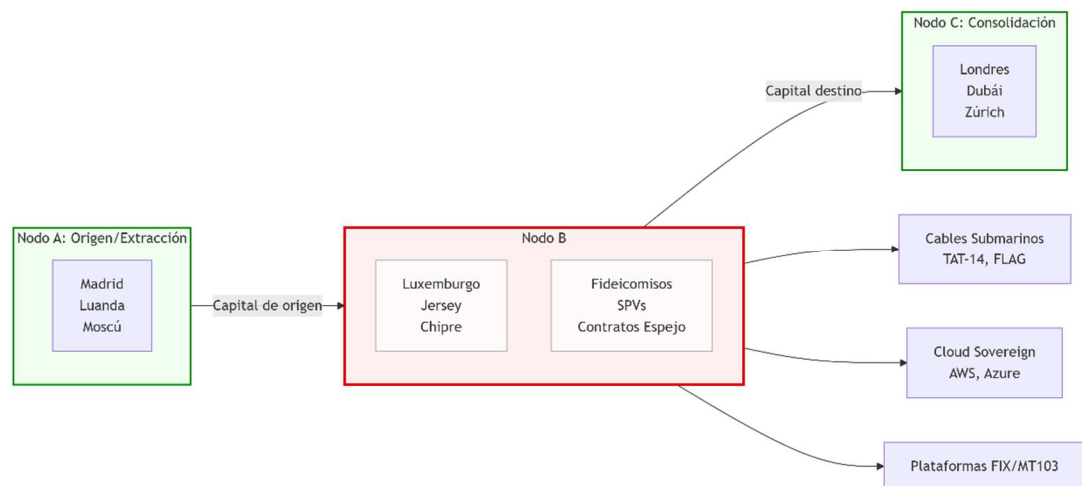 Nodo A: Origen/Extracción
Madrid
Luanda
Moscú
Capital de origen
Nodo B
Luxemburgo
Jersey
Chipre
Fideicomisos
SPVs
Contratos Espejo
Capital destino
Nodo C: Consolidación
Londres
Dubái
Zúrich
Cables Submarinos
TAT-14, FLAG
Cloud Sovereign
AWS, Azure
Plataformas FIX/MT103